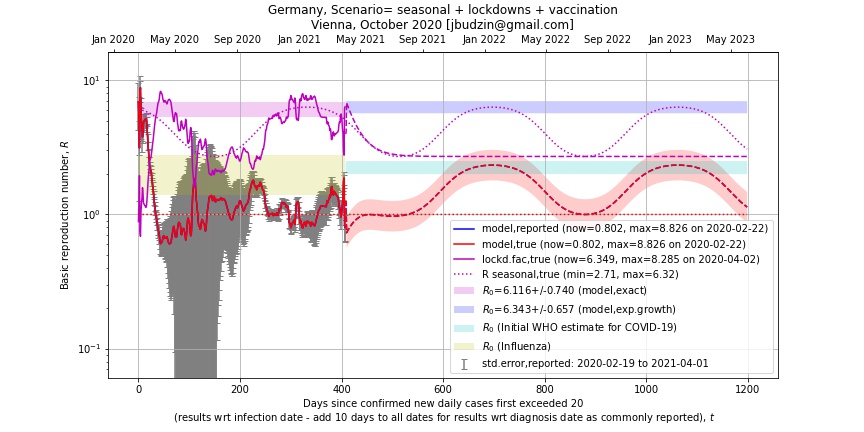 Germany, Scenario= seasonal + lockdowns + vaccination
Vienna, October 2020 [jbudzin@gmail.com]
Jan 2020 May 2020 Sep 2020 Jan 2021 May 2021 Sep 2021 Jan 2022 May 2022 Sep 2022 Jan 2023 May 2023
Basic reproduction number, R
10¹
10⁰
10⁻¹
model,reported (now=0.802, max=8.826 on 2020-02-22)
model,true (now=0.802, max=8.826 on 2020-02-22)
lockd.fac,true (now=6.349, max=8.285 on 2020-04-02)
R seasonal,true (min=2.71, max=6.32)
R₀=6.116+/-0.740 (model,exact)
R₀=6.343+/-0.657 (model,exp.growth)
R₀ (Initial WHO estimate for COVID-19)
R₀ (Influenza)
std.error,reported: 2020-02-19 to 2021-04-01
0 200 400 600 800 1000 1200
Days since confirmed new daily cases first exceeded 20
(results wrt infection date - add 10 days to all dates for results wrt diagnosis date as commonly reported), t